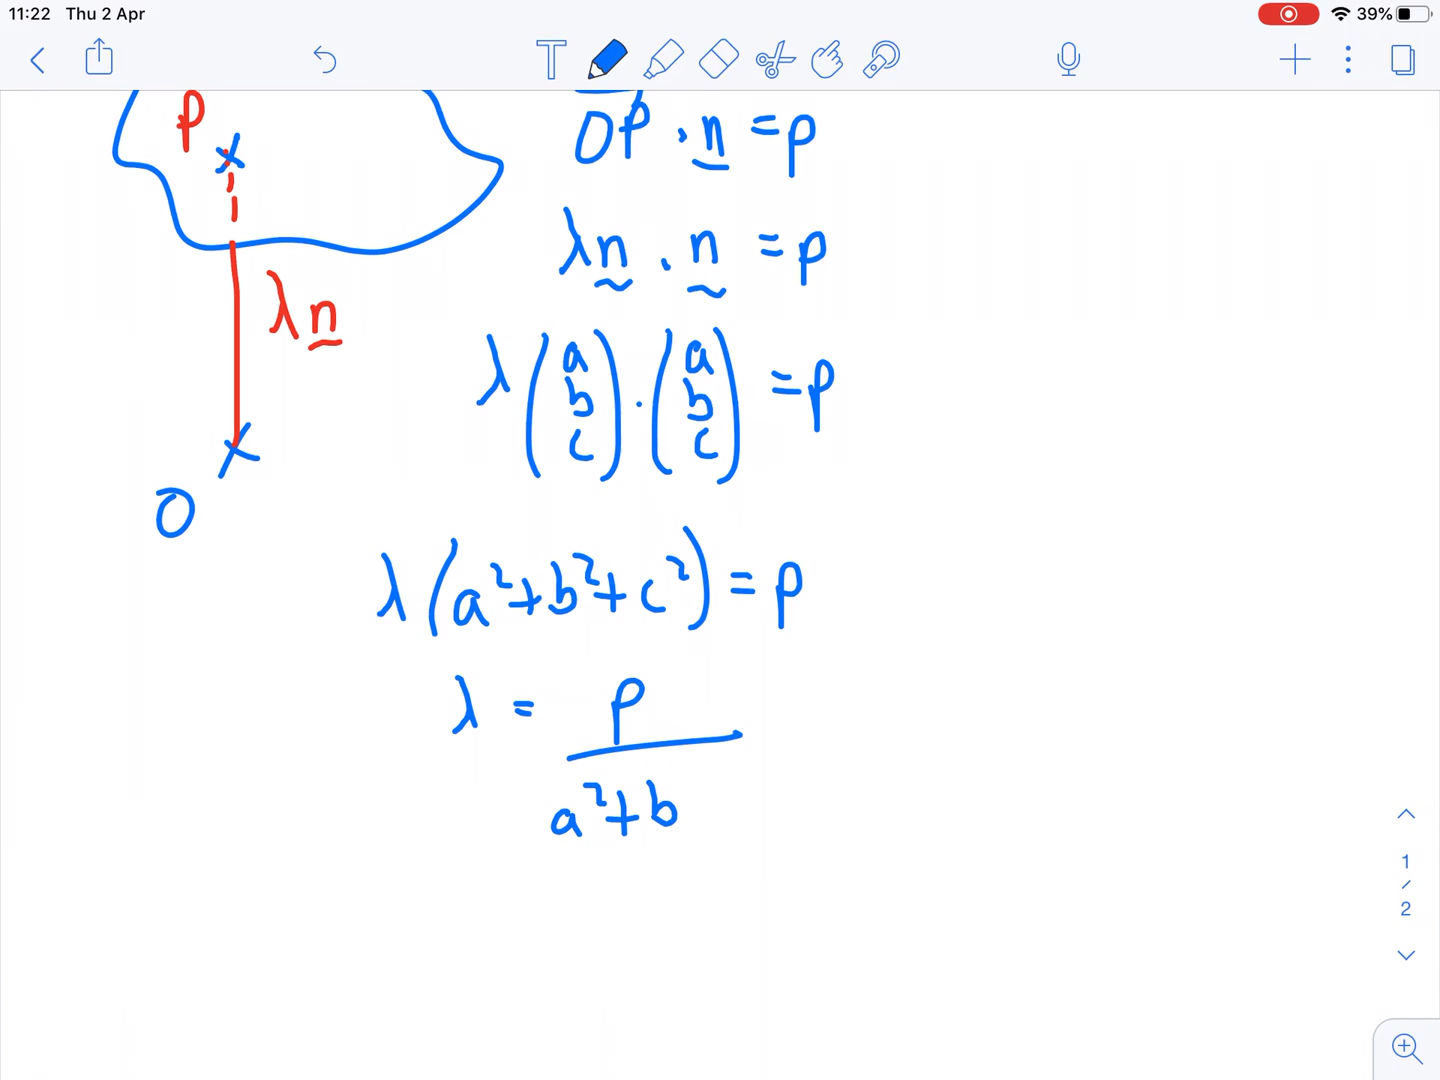 11:22 Thu 2 Apr 39%
T
P
OP · n = p
λn · n = p
λn
λ(a b c) · (a b c) = p
O
λ(a²+b²+c²) = p
λ = p
a²+b
1
/
2